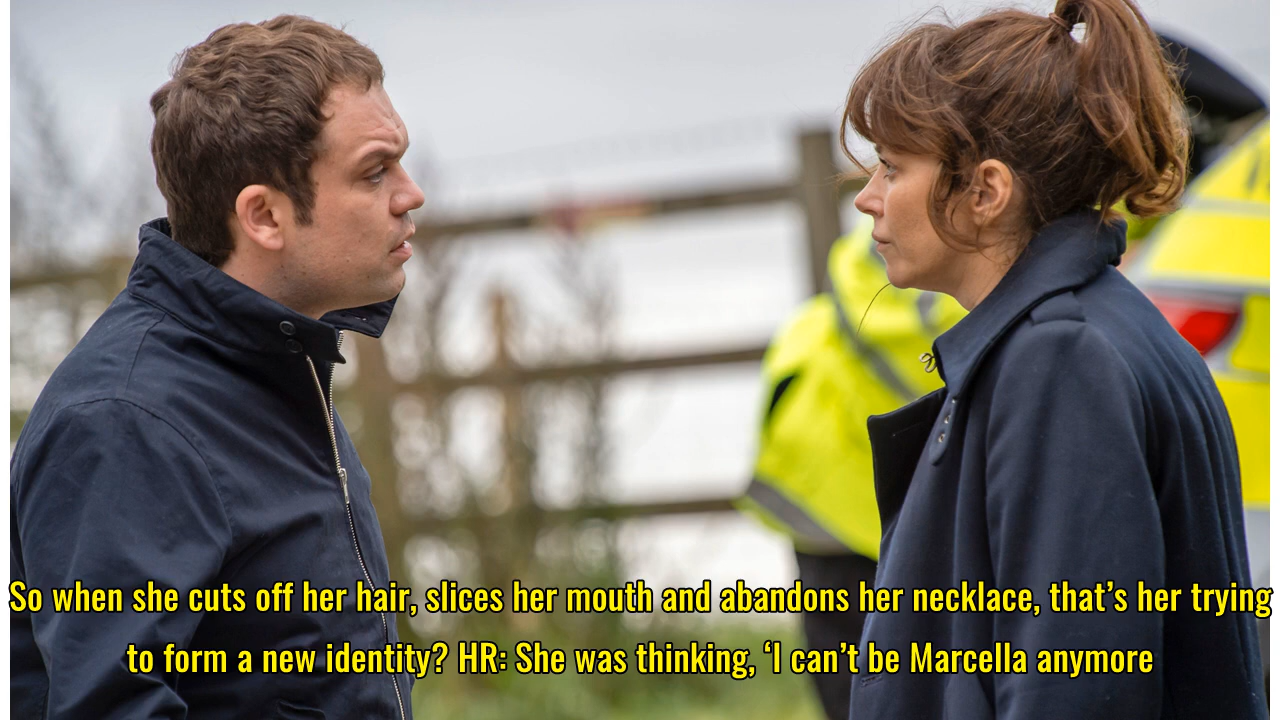 So when she cuts off her hair, slices her mouth and abandons her necklace, that’s her trying
to form a new identity? HR: She was thinking, ‘I can’t be Marcella anymore